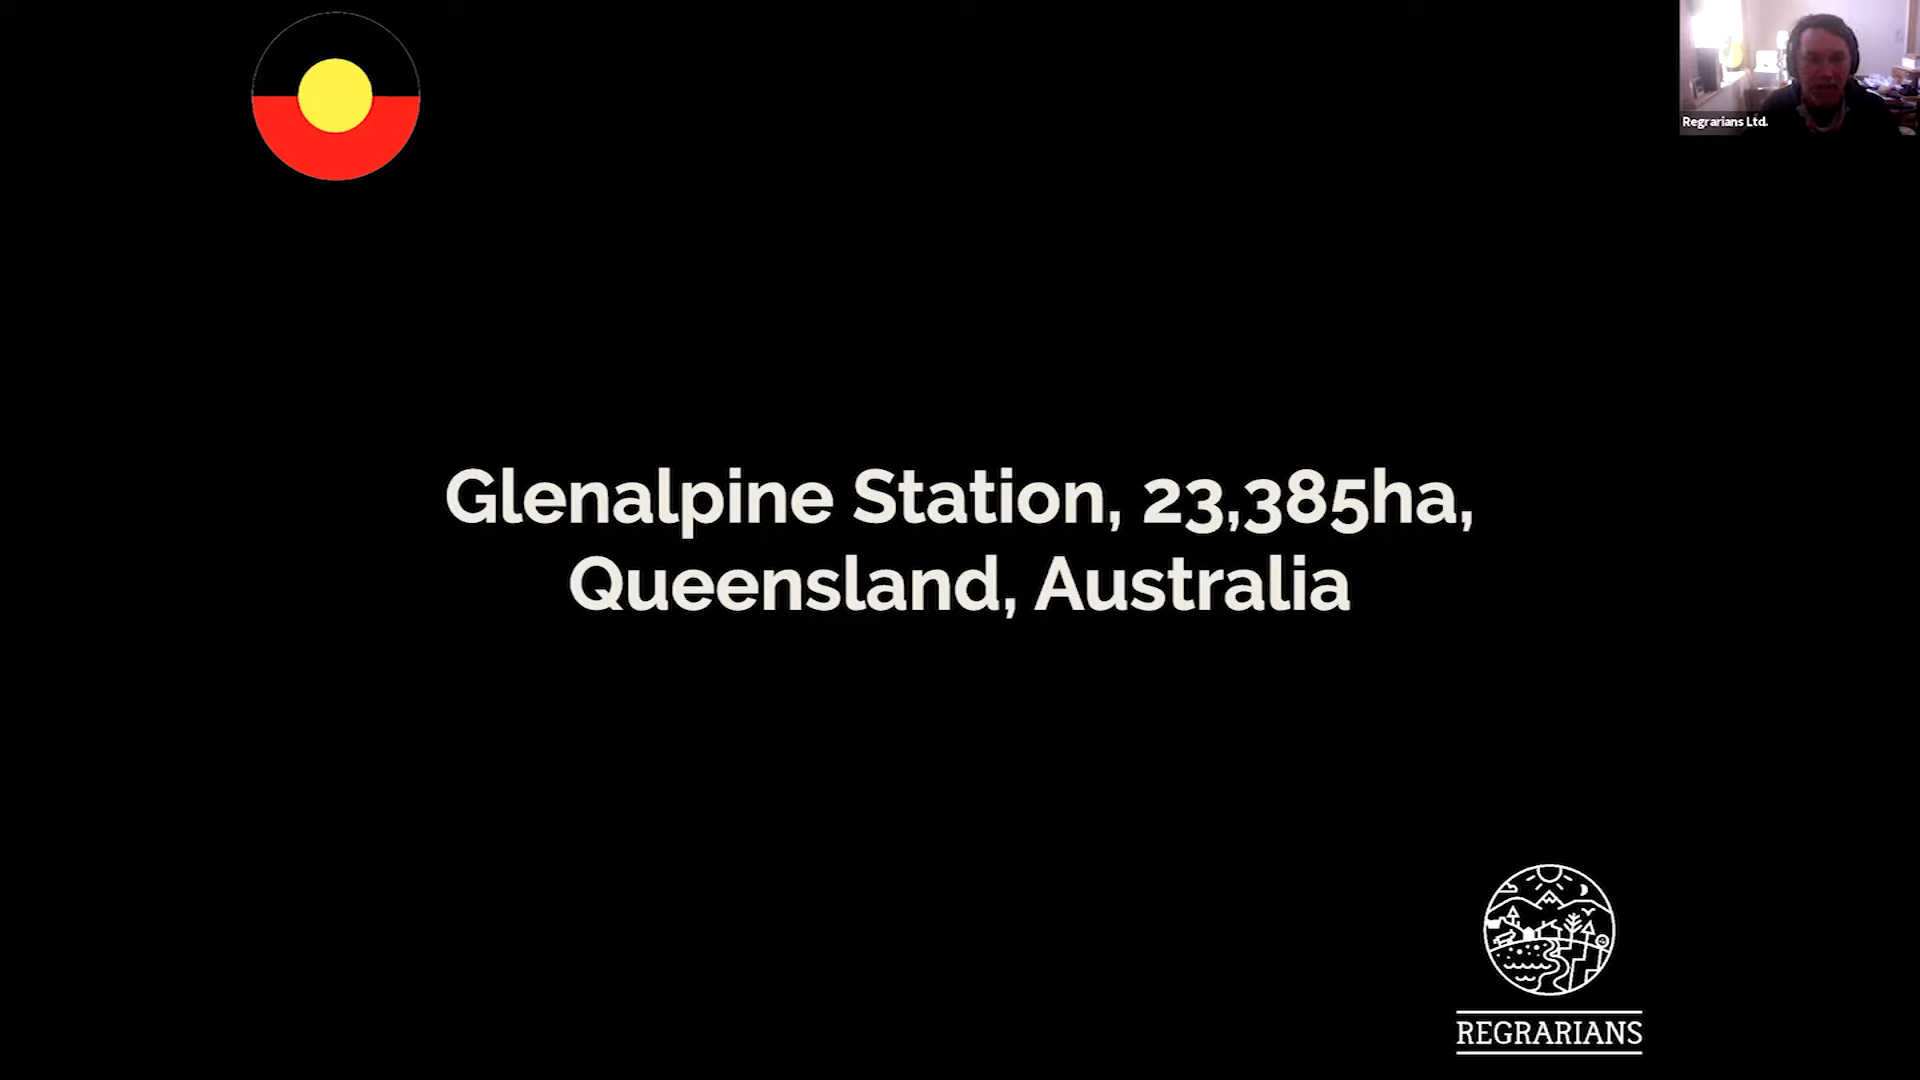 Regrarians Ltd.
Glenalpine Station, 23,385ha,
Queensland, Australia
REGRARIANS